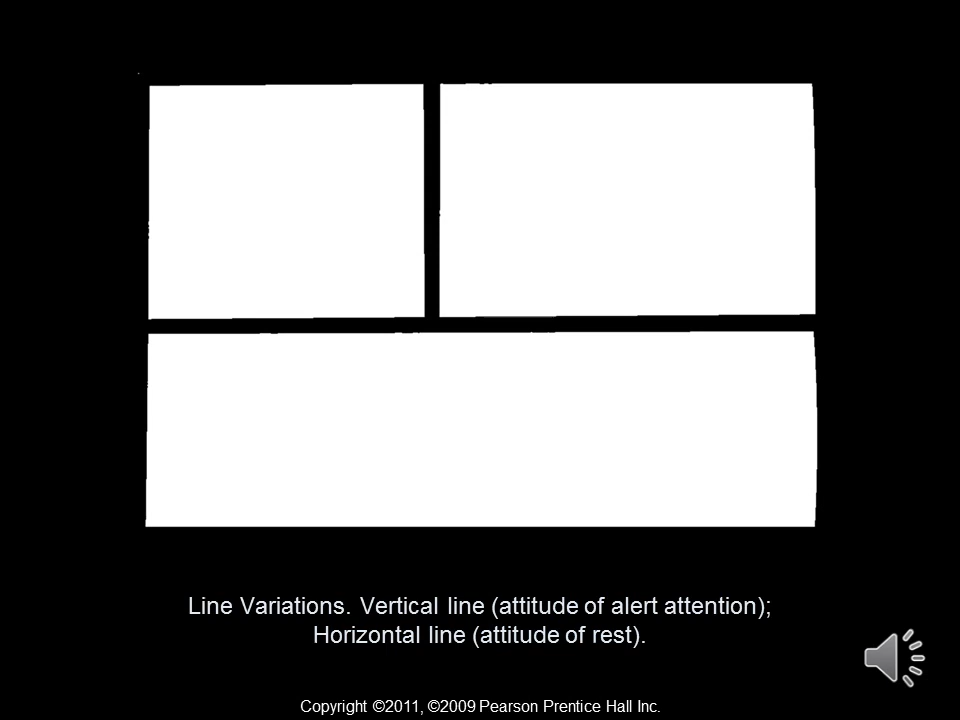 Line Variations. Vertical line (attitude of alert attention);
Horizontal line (attitude of rest).
Copyright ©2011, ©2009 Pearson Prentice Hall Inc.